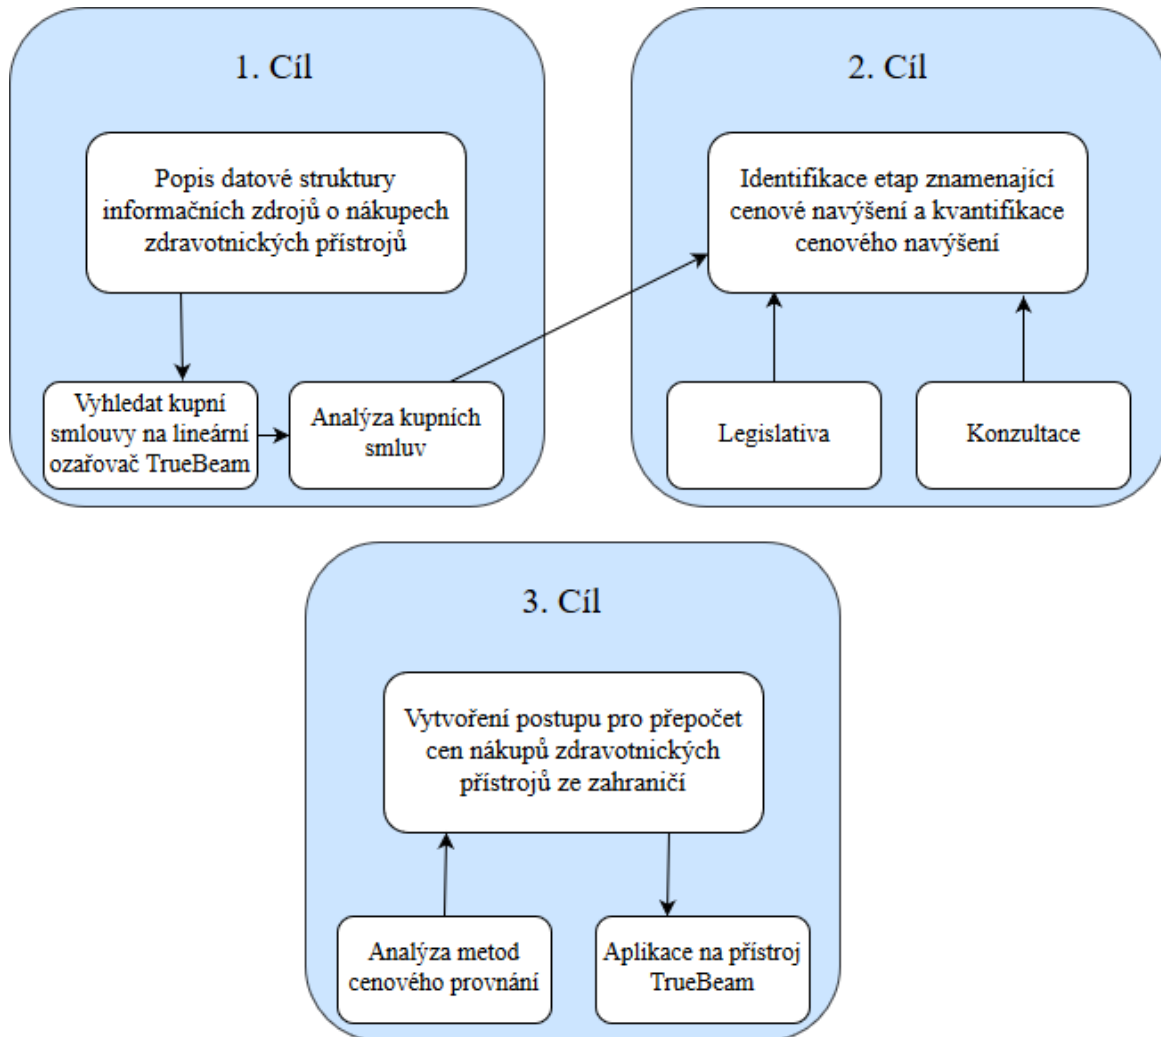 1. Cíl
Popis datové struktury
informačních zdrojů o nákupech
zdravotnických přístrojů
Vyhledat kupní
smlouvy na lineární
ozařovač TrueBeam
Analýza kupních
smluv
2. Cíl
Identifikace etap znamenající
cenové navýšení a kvantifikace
cenového navýšení
Legislativa
Konzultace
3. Cíl
Vytvoření postupu pro přepočet
cen nákupů zdravotnických
přístrojů ze zahraničí
Analýza metod
cenového provnání
Aplikace na přístroj
TrueBeam